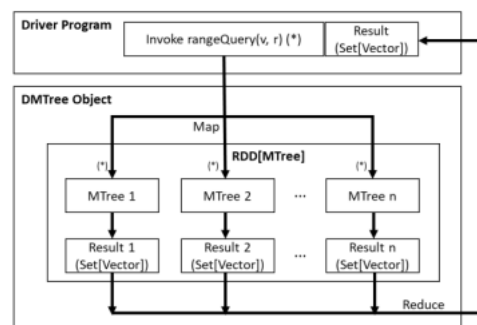 Driver Program
Invoke rangeQuery(v, r) (*)
Result
(Set[Vector])
DMTree Object
Map
RDD[MTree]
(*)
(*)
(*)
MTree 1
MTree 2
...
MTree n
Result 1
(Set[Vector])
Result 2
(Set[Vector])
...
Result n
(Set[Vector])
Reduce